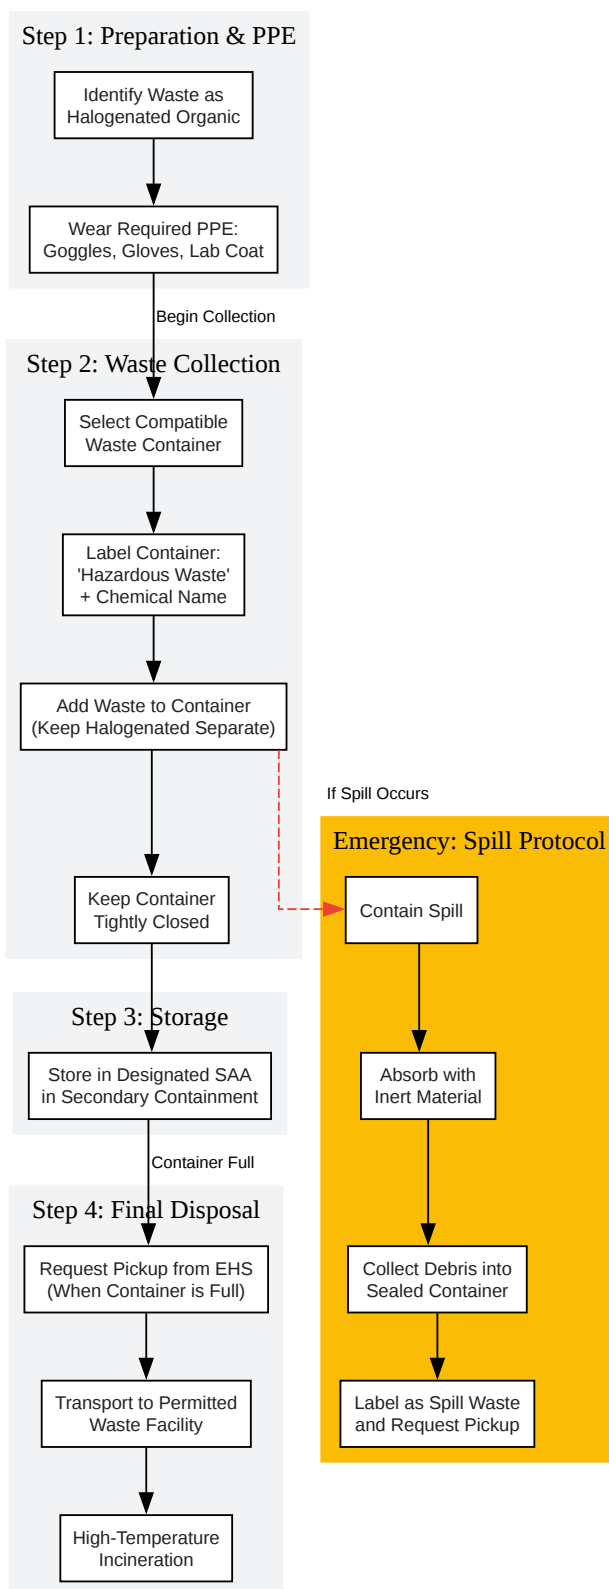 Step 1: Preparation & PPE
Identify Waste as
Halogenated Organic
Wear Required PPE:
Goggles, Gloves, Lab Coat
Begin Collection
Step 2: Waste Collection
Select Compatible
Waste Container
Label Container:
'Hazardous Waste'
+ Chemical Name
Add Waste to Container
(Keep Halogenated Separate)
Keep Container
Tightly Closed
If Spill Occurs
Emergency: Spill Protocol
Contain Spill
Absorb with
Inert Material
Collect Debris into
Sealed Container
Label as Spill Waste
and Request Pickup
Step 3: Storage
Store in Designated SAA
in Secondary Containment
Container Full
Step 4: Final Disposal
Request Pickup from EHS
(When Container is Full)
Transport to Permitted
Waste Facility
High-Temperature
Incineration